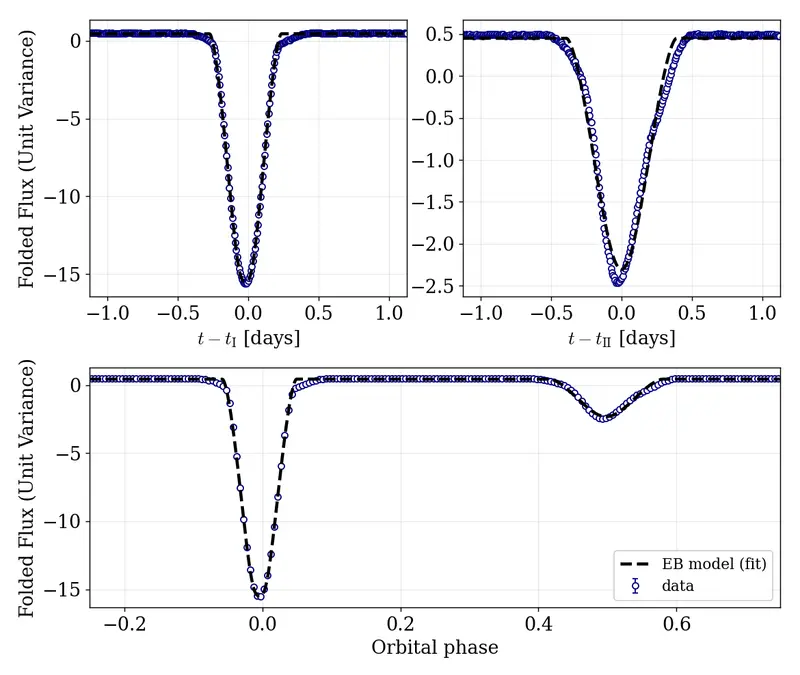 0
−5
−10
−15
Folded Flux (Unit Variance)
−1.0 −0.5 0.0 0.5 1.0
t − tI [days]
0.5
0.0
−0.5
−1.0
−1.5
−2.0
−2.5
−1.0 −0.5 0.0 0.5 1.0
t − tII [days]
0
−5
−10
−15
Folded Flux (Unit Variance)
−0.2 0.0 0.2 0.4 0.6
Orbital phase
EB model (fit)
data